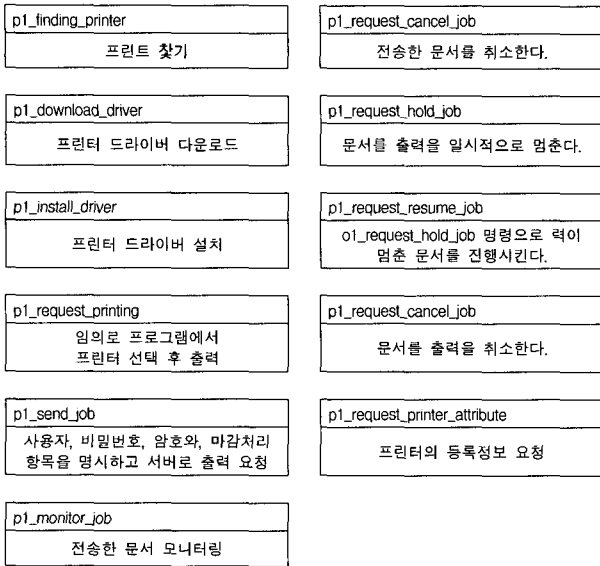 p1_finding_printer
프린트 찾기
p1_download_driver
프린터 드라이버 다운로드
p1_install_driver
프린터 드라이버 설치
p1_request_printing
임의로 프로그램에서
프린터 선택 후 출력
p1_send_job
사용자, 비밀번호, 암호와, 마감처리
항목을 명시하고 서버로 출력 요청
p1_monitor_job
전송한 문서 모니터링
p1_request_cancel_job
전송한 문서를 취소한다.
p1_request_hold_job
문서를 출력을 일시적으로 멈춘다.
p1_request_resume_job
o1_request_hold_job 명령으로 력이
멈춘 문서를 진행시킨다.
p1_request_cancel_job
문서를 출력을 취소한다.
p1_request_printer_attribute
프린터의 등록정보 요청